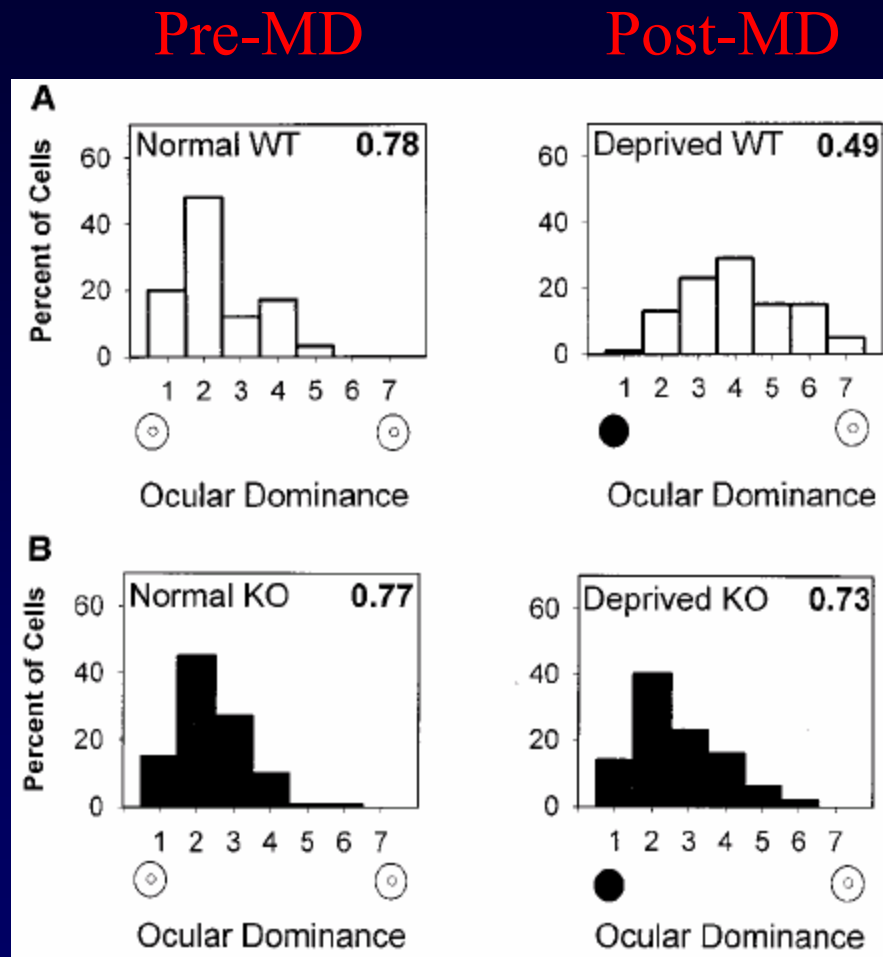 Pre-MD Post-MD
A
Normal WT 0.78
Percent of Cells
60
40
20
0
1 2 3 4 5 6 7
Ocular Dominance
Deprived WT 0.49
60
40
20
0
1 2 3 4 5 6 7
Ocular Dominance
B
Normal KO 0.77
Percent of Cells
60
40
20
0
1 2 3 4 5 6 7
Ocular Dominance
Deprived KO 0.73
60
40
20
0
1 2 3 4 5 6 7
Ocular Dominance